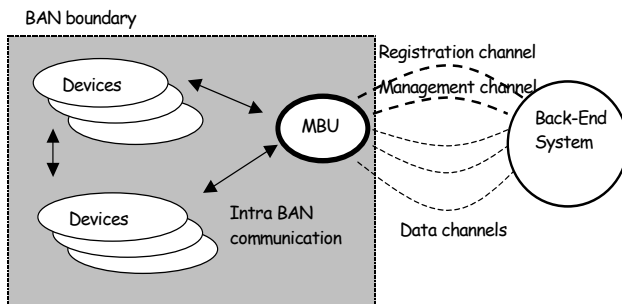 BAN boundary
Devices
MBU
Devices
Intra BAN
communication
Registration channel
Management channel
Back-End
System
Data channels